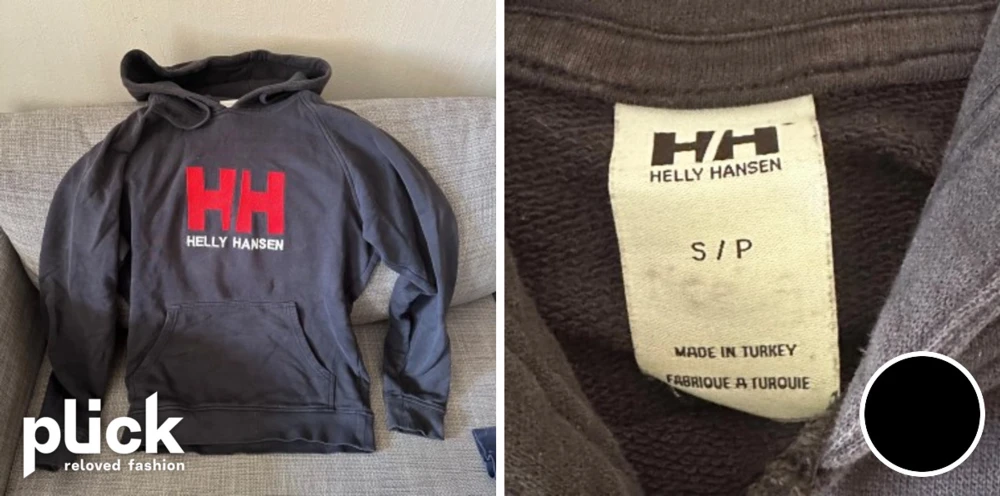 HH
HELLY HANSEN
plick
reloved fashion
HH
HELLY HANSEN
S / P
MADE IN TURKEY
FABRIQUE A TURQUIE